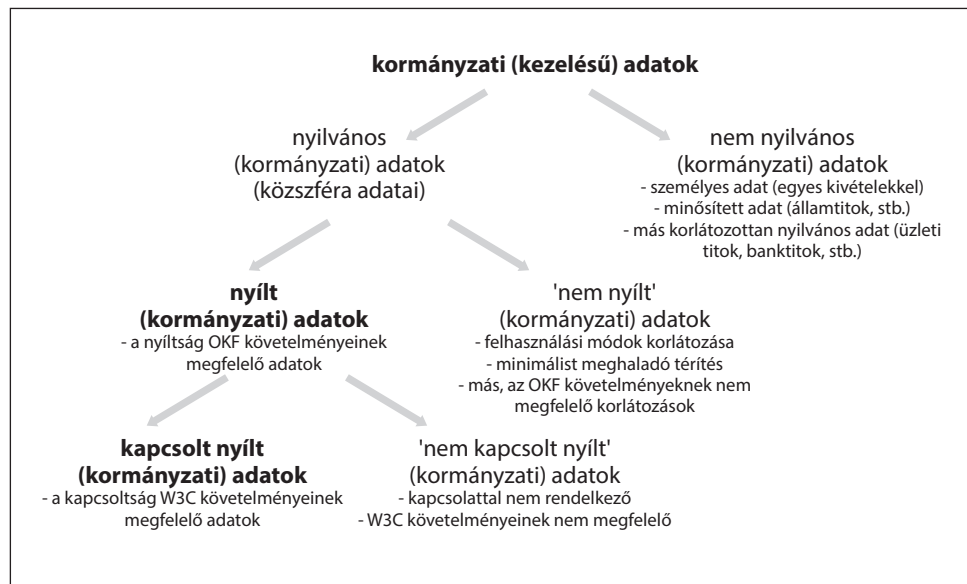 kormányzati (kezelésű) adatok
nyilvános
(kormányzati) adatok
(közszféra adatai)
nem nyilvános
(kormányzati) adatok
- személyes adat (egyes kivételekkel)
- minősített adat (államtitok, stb.)
- más korlátozottan nyilvános adat (üzleti
titok, banktitok, stb.)
nyílt
(kormányzati) adatok
- a nyíltság OKF követelményeinek
megfelelő adatok
'nem nyílt'
(kormányzati) adatok
- felhasználási módok korlátozása
- minimálist meghaladó térítés
- más, az OKF követelményeknek nem
megfelelő korlátozások
kapcsolt nyílt
(kormányzati) adatok
- a kapcsoltság W3C követelményeinek
megfelelő adatok
'nem kapcsolt nyílt'
(kormányzati) adatok
- kapcsolattal nem rendelkező
- W3C követelményeinek nem megfelelő